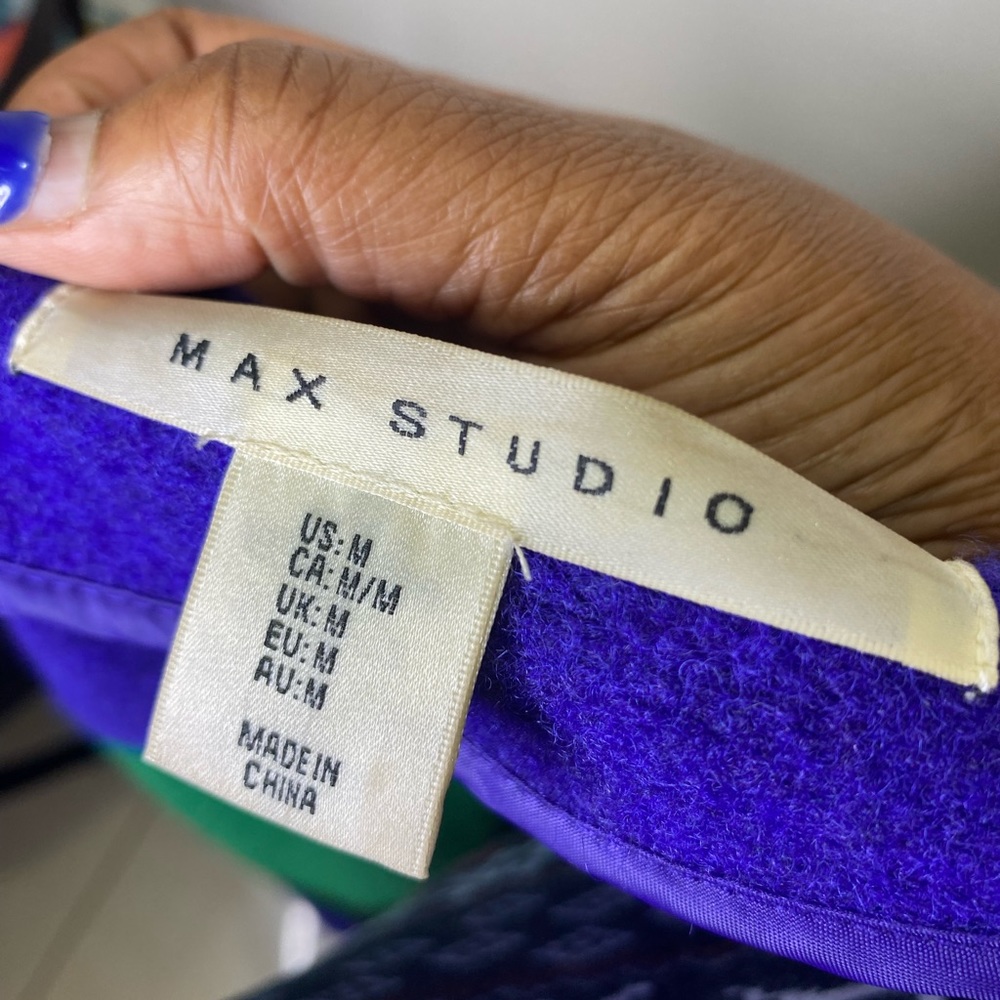 MAX STUDIO
US: M
CA: M/M
UK: M
EU: M
AU: M
MADE IN
CHINA